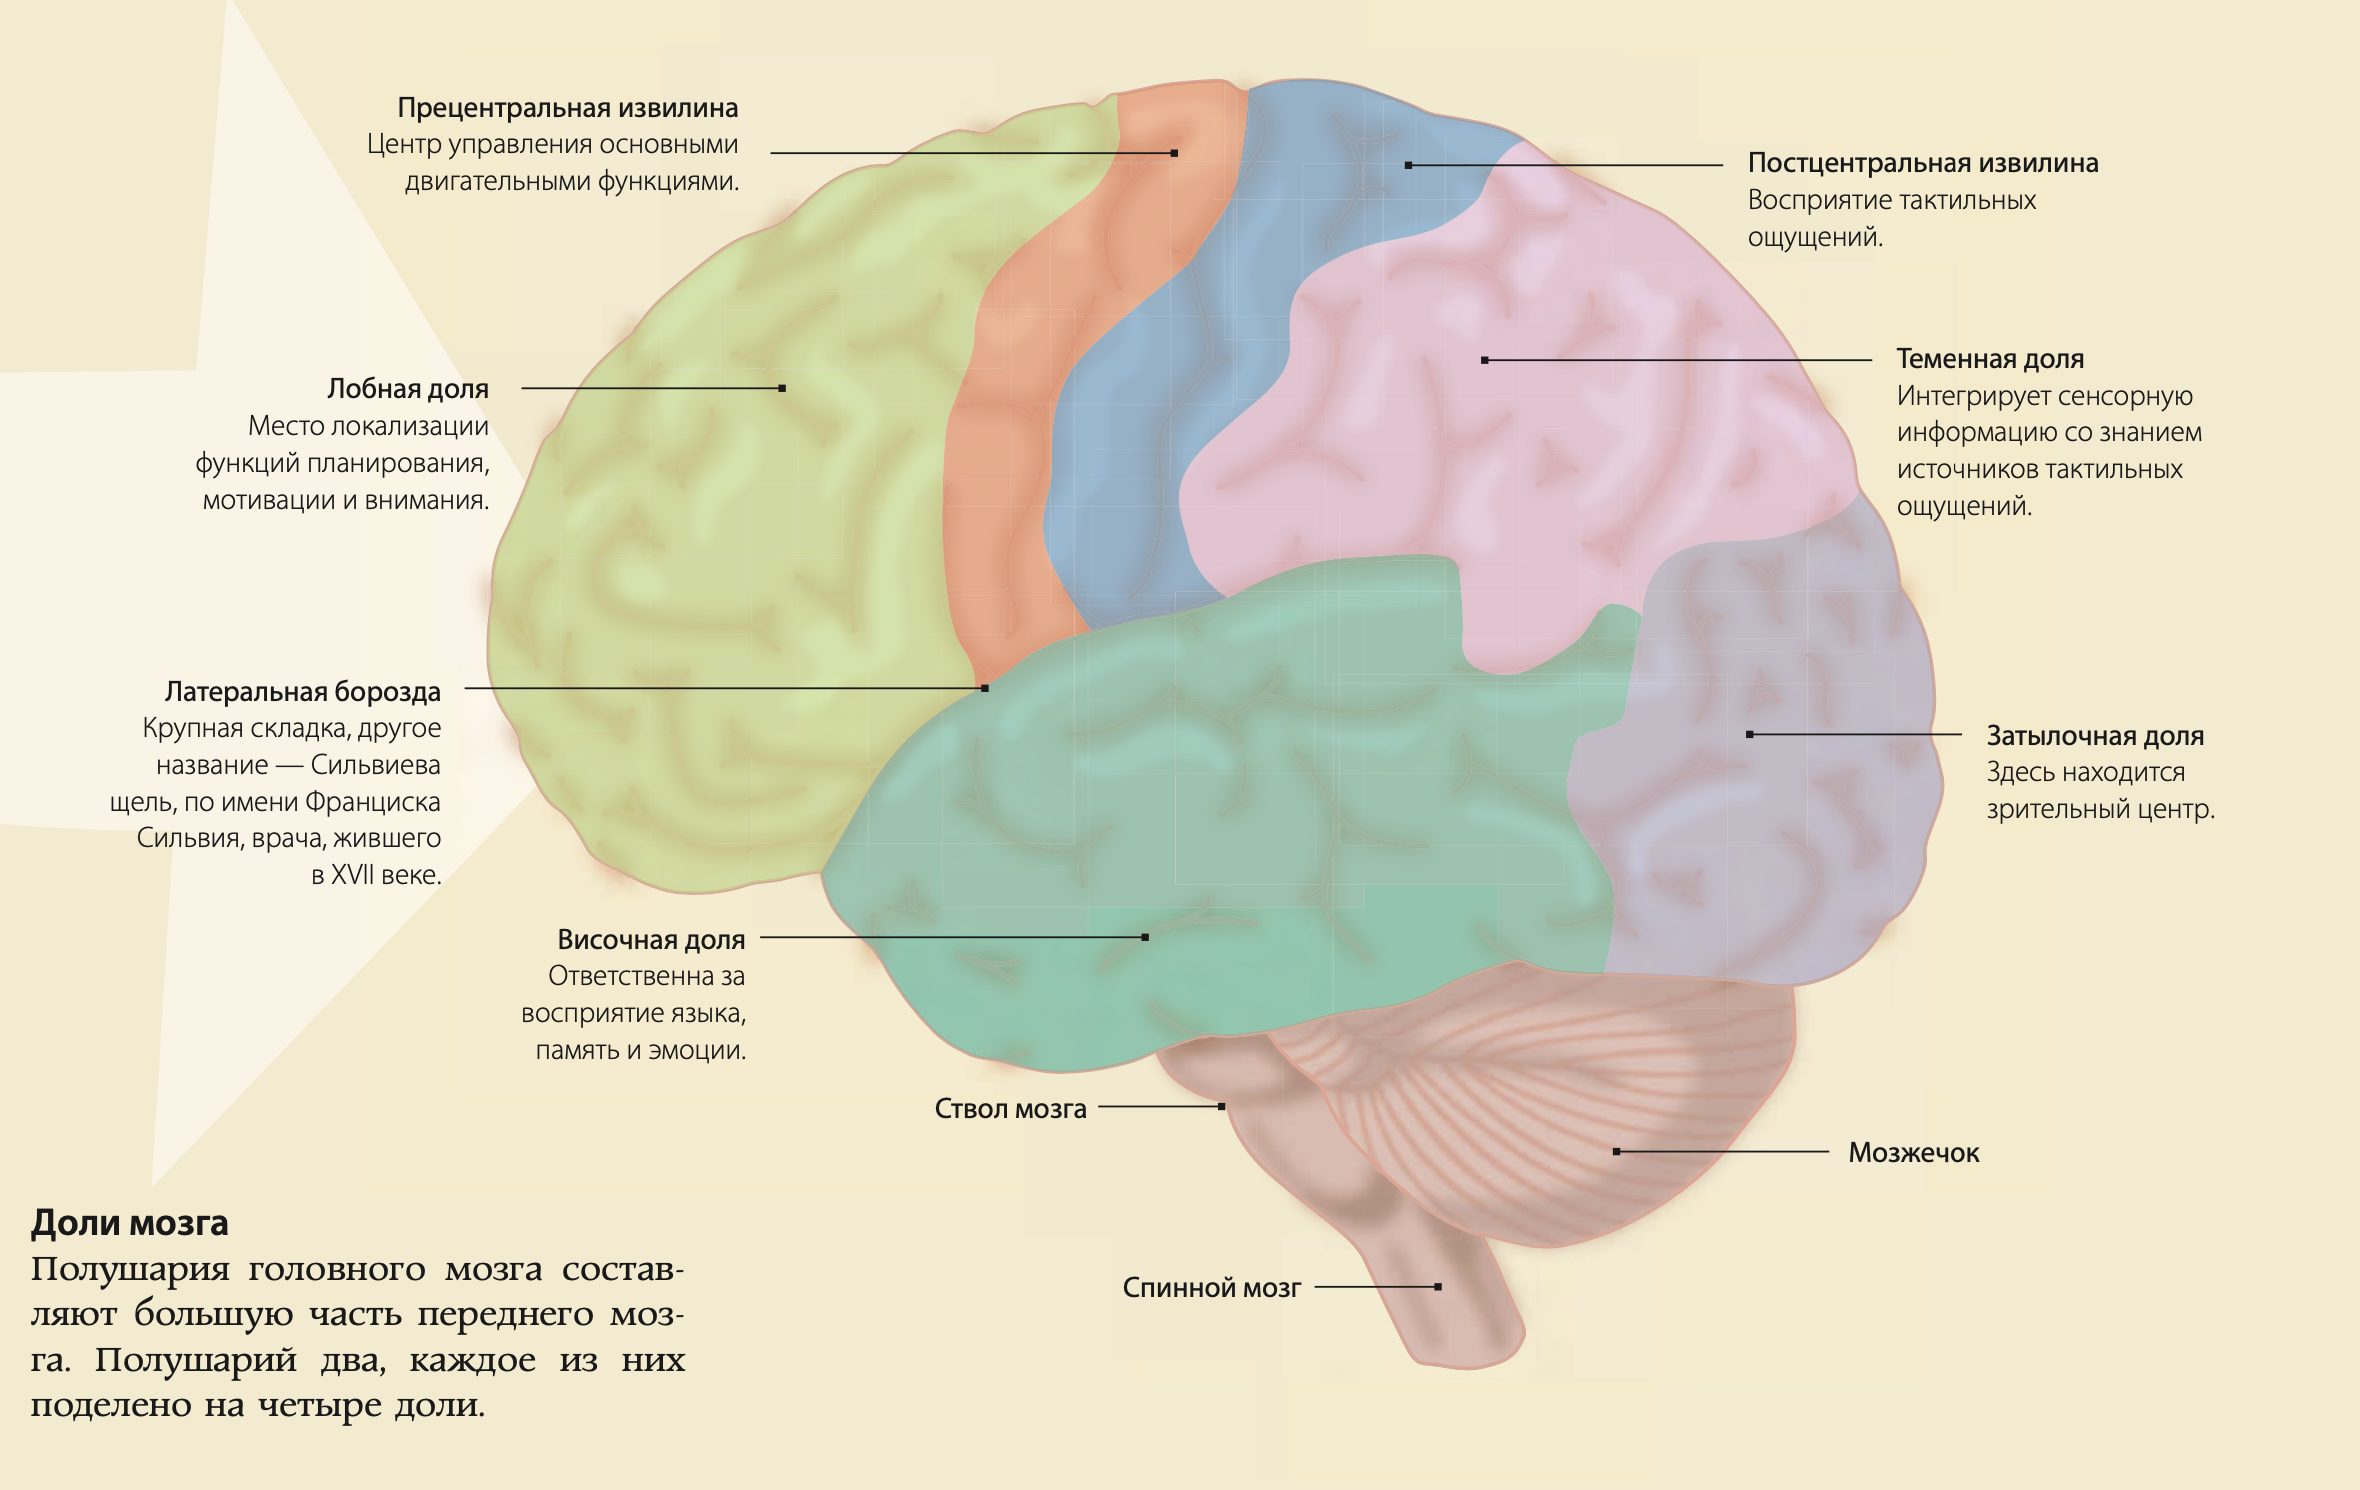 Прецентральная извилина
Центр управления основными
двигательными функциями.
Постцентральная извилина
Восприятие тактильных
ощущений.
Лобная доля
Место локализации
функций планирования,
мотивации и внимания.
Теменная доля
Интегрирует сенсорную
информацию со знанием
источников тактильных
ощущений.
Латеральная борозда
Крупная складка, другое
название — Сильвиева
щель, по имени Франциска
Сильвия, врача, жившего
в XVII веке.
Затылочная доля
Здесь находится
зрительный центр.
Височная доля
Ответственна за
восприятие языка,
память и эмоции.
Ствол мозга
Мозжечок
Спинной мозг
Доли мозга
Полушария головного мозга состав-
ляют большую часть переднего моз-
га. Полушарий два, каждое из них
поделено на четыре доли.